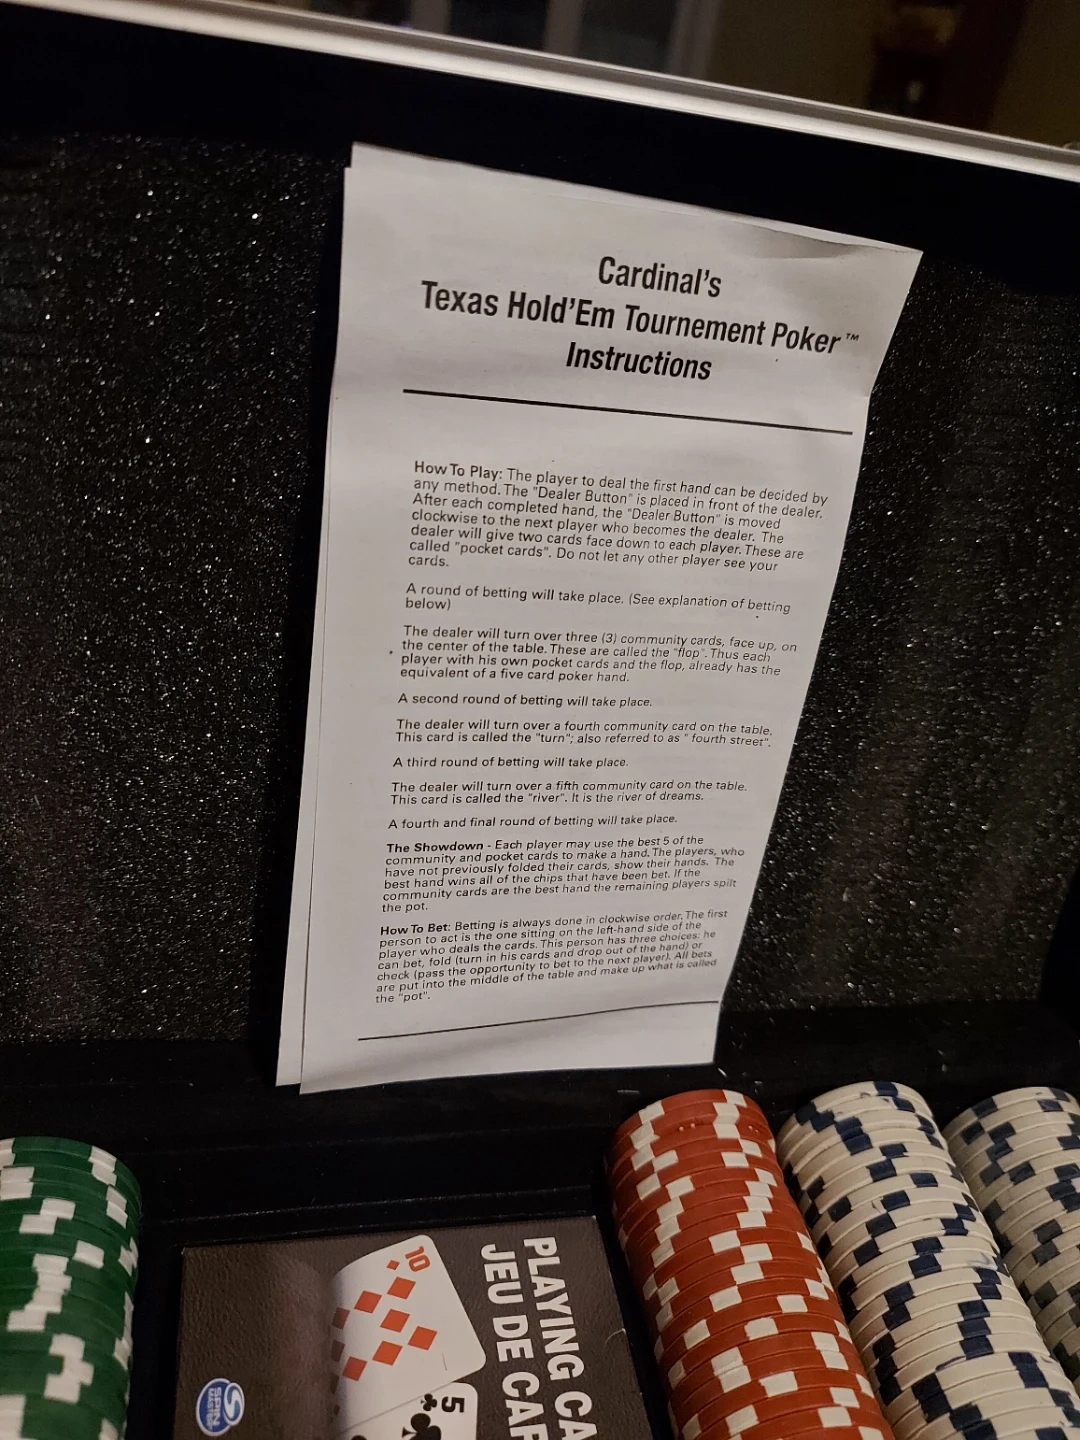 Cardinal's
Texas Hold'Em Tournement Poker™
Instructions
How To Play: The player to deal the first hand can be decided by
any method. The "Dealer Button" is placed in front of the dealer.
After each completed hand, the "Dealer Button" is moved
clockwise to the next player who becomes the dealer. The
dealer will give two cards face down to each player. These are
called "pocket cards". Do not let any other player see your
cards.
A round of betting will take place. (See explanation of betting
below)
The dealer will turn over three (3) community cards, face up, on
the center of the table. These are called the "flop". Thus each
player with his own pocket cards and the flop, already has the
equivalent of a five card poker hand.
A second round of betting will take place.
The dealer will turn over a fourth community card on the table.
This card is called the "turn"; also referred to as " fourth street".
A third round of betting will take place.
The dealer will turn over a fifth community card on the table.
This card is called the "river". It is the river of dreams.
A fourth and final round of betting will take place.
The Showdown - Each player may use the best 5 of the
community and pocket cards to make a hand. The players, who
have not previously folded their cards, show their hands. The
best hand wins all of the chips that have been bet. If the
community cards are the best hand the remaining players spilt
the pot.
How To Bet: Betting is always done in clockwise order. The first
person to act is the one sitting on the left-hand side of the
player who deals the cards. This person has three choices: he
can bet, fold (turn in his cards and drop out of the hand) or
check (pass the opportunity to bet to the next player). All bets
are put into the middle of the table and make up what is called
the "pot".
PLAYING CA
JEU DE CAR
10
5
SPIN
MASTER